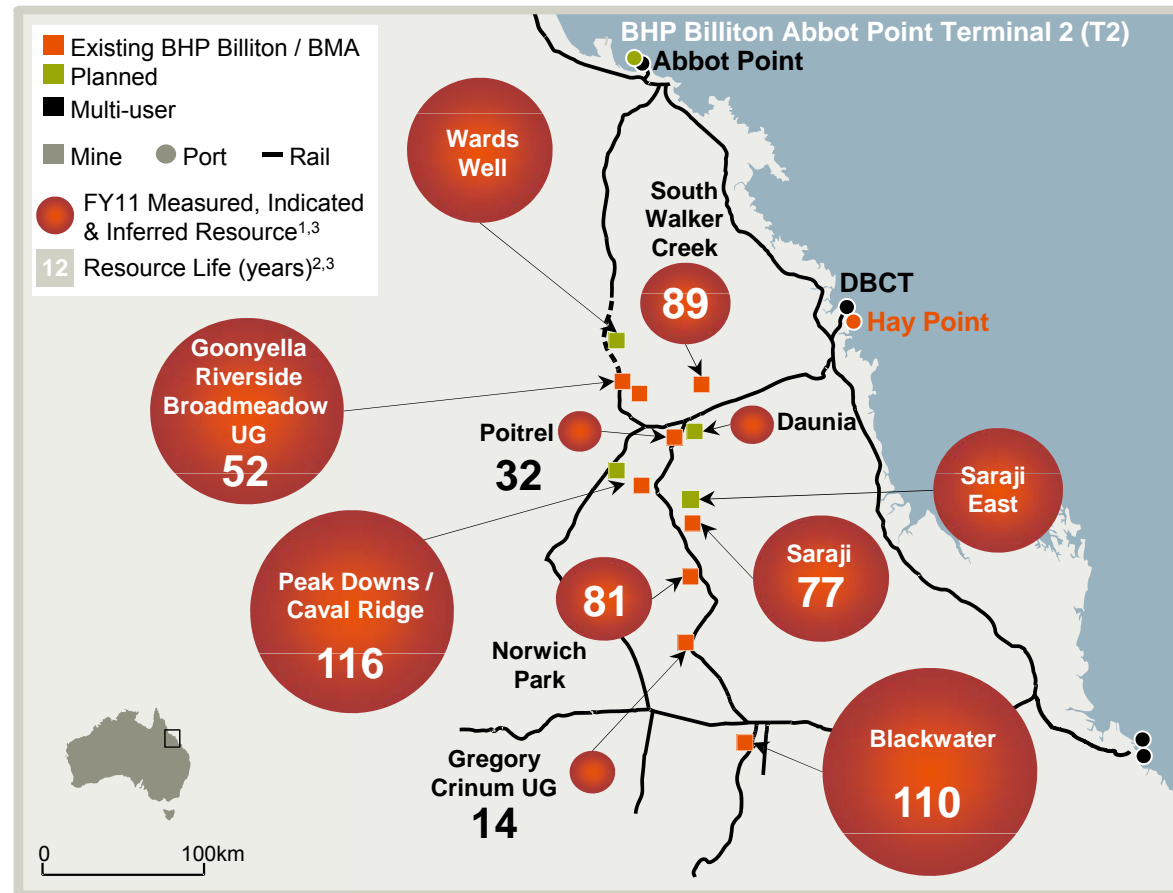 BHP Billiton Abbot Point Terminal 2 (T2)
Abbot Point
Existing BHP Billiton / BMA
Planned
Multi-user
Mine
Port
Rail
FY11 Measured, Indicated
& Inferred Resource1,3
12
Resource Life (years)2,3
Wards
Well
South
Walker
Creek
89
DBCT
Hay Point
Goonyella
Riverside
Broadmeadow
UG
52
Poitrel
32
Daunia
Saraji
East
Saraji
77
Peak Downs /
Caval Ridge
116
81
Norwich
Park
Gregory
Crinum UG
14
Blackwater
110
0
100km